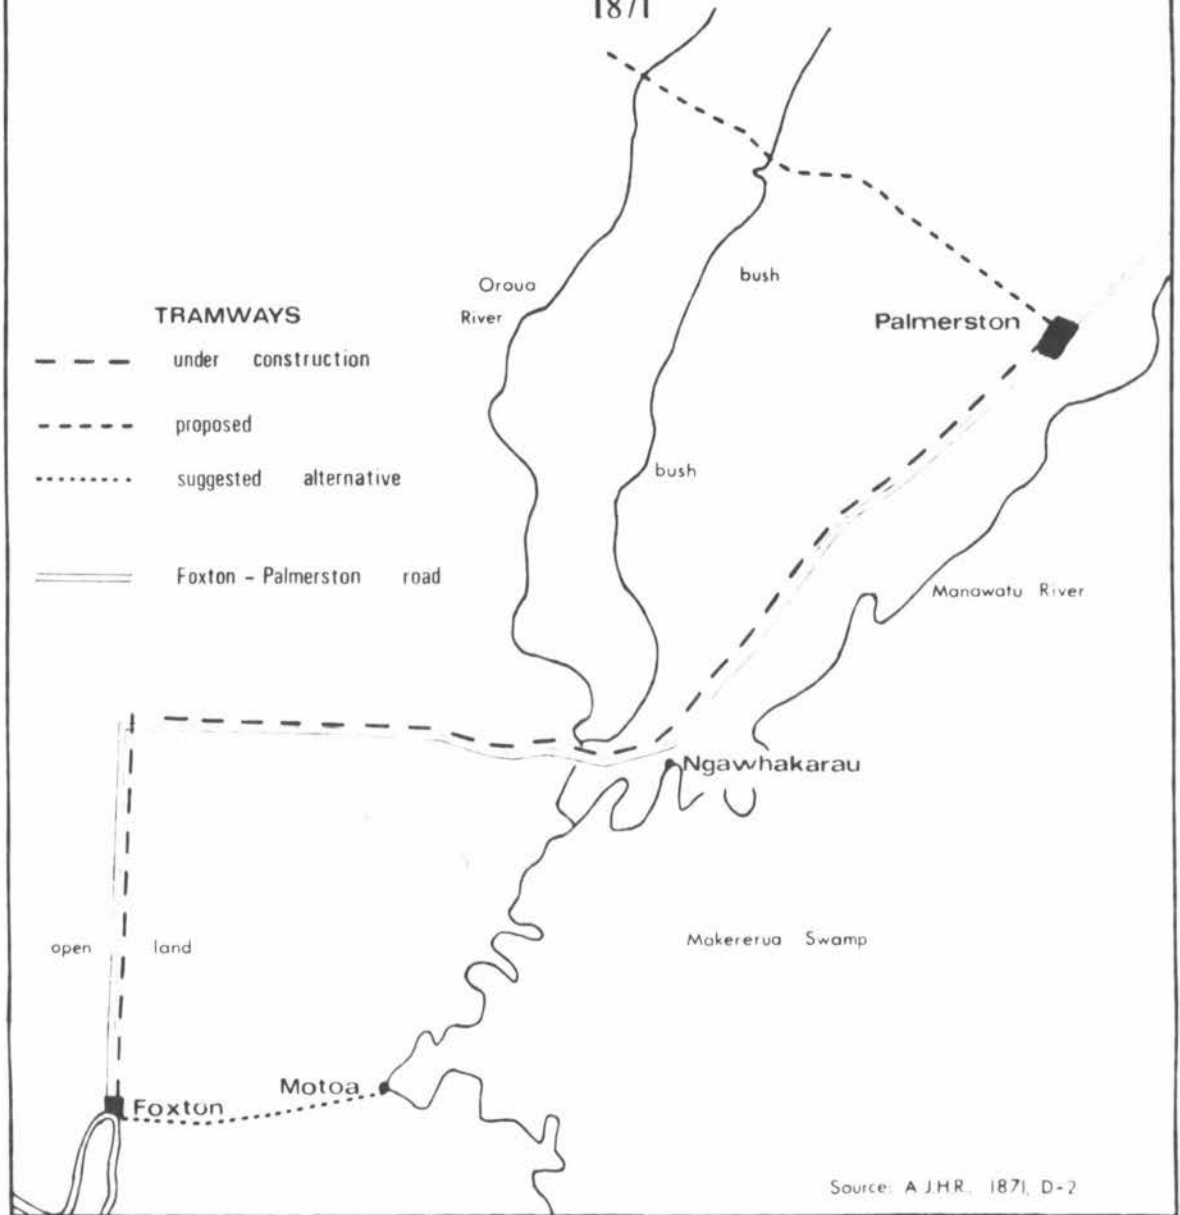 1871
Oroua
River
bush
Palmerston
TRAMWAYS
under construction
proposed
suggested alternative
Foxton - Palmerston road
bush
Manawatu River
Ngawhakarau
open land
Makererua Swamp
Motoa
Foxton
Source: A.J.H.R., 1871, D-2